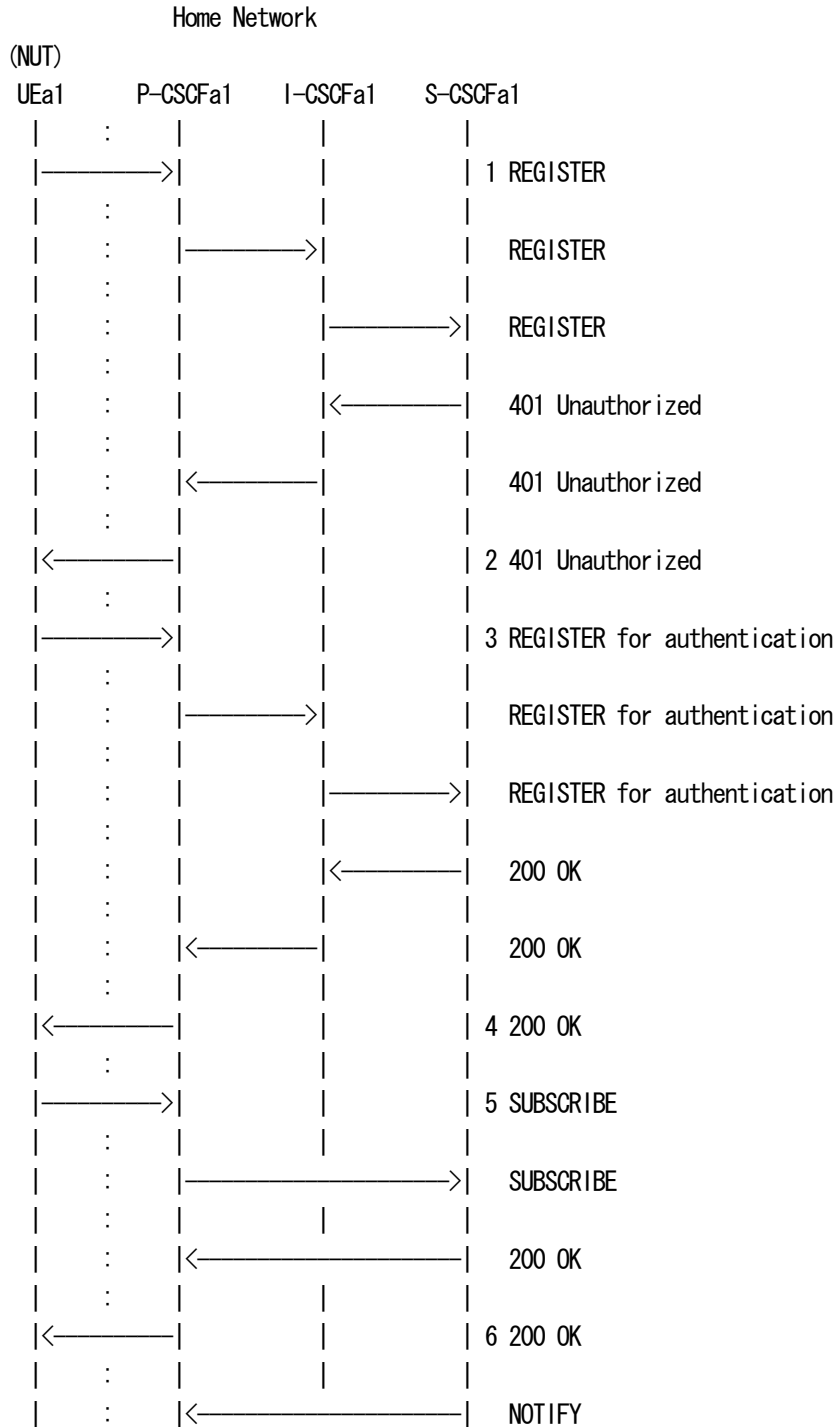 Home Network
(NUT)
UEa1 P-CSCFa1 I-CSCFa1 S-CSCFa1
| : | | |
|---------->| | | 1 REGISTER
| : | | |
| : |---------->| | REGISTER
| : | | |
| : | |---------->| REGISTER
| : | | |
| : | |<----------| 401 Unauthorized
| : | | |
| : |<----------| | 401 Unauthorized
| : | | |
|<----------| | | 2 401 Unauthorized
| : | | |
|---------->| | | 3 REGISTER for authentication
| : | | |
| : |---------->| | REGISTER for authentication
| : | | |
| : | |---------->| REGISTER for authentication
| : | | |
| : | |<----------| 200 OK
| : | | |
| : |<----------| | 200 OK
| : | | |
|<----------| | | 4 200 OK
| : | | |
|---------->| | | 5 SUBSCRIBE
| : | | |
| : |---------------------->| SUBSCRIBE
| : | | |
| : |<----------------------| 200 OK
| : | | |
|<----------| | | 6 200 OK
| : | | |
| : |<----------------------| NOTIFY